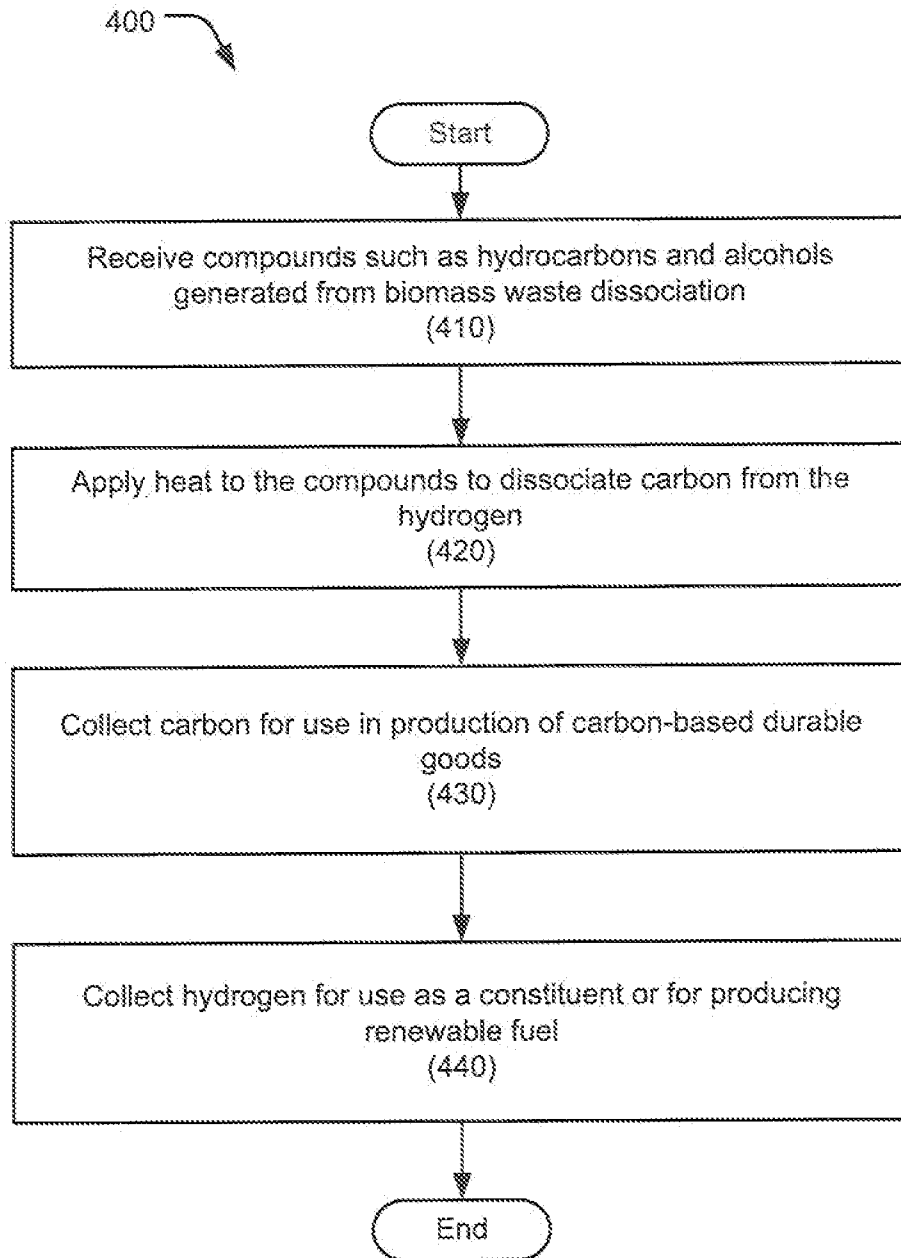 400
Start
Receive compounds such as hydrocarbons and alcohols
generated from biomass waste dissociation
(410)
Apply heat to the compounds to dissociate carbon from the
hydrogen
(420)
Collect carbon for use in production of carbon-based durable
goods
(430)
Collect hydrogen for use as a constituent or for producing
renewable fuel
(440)
End